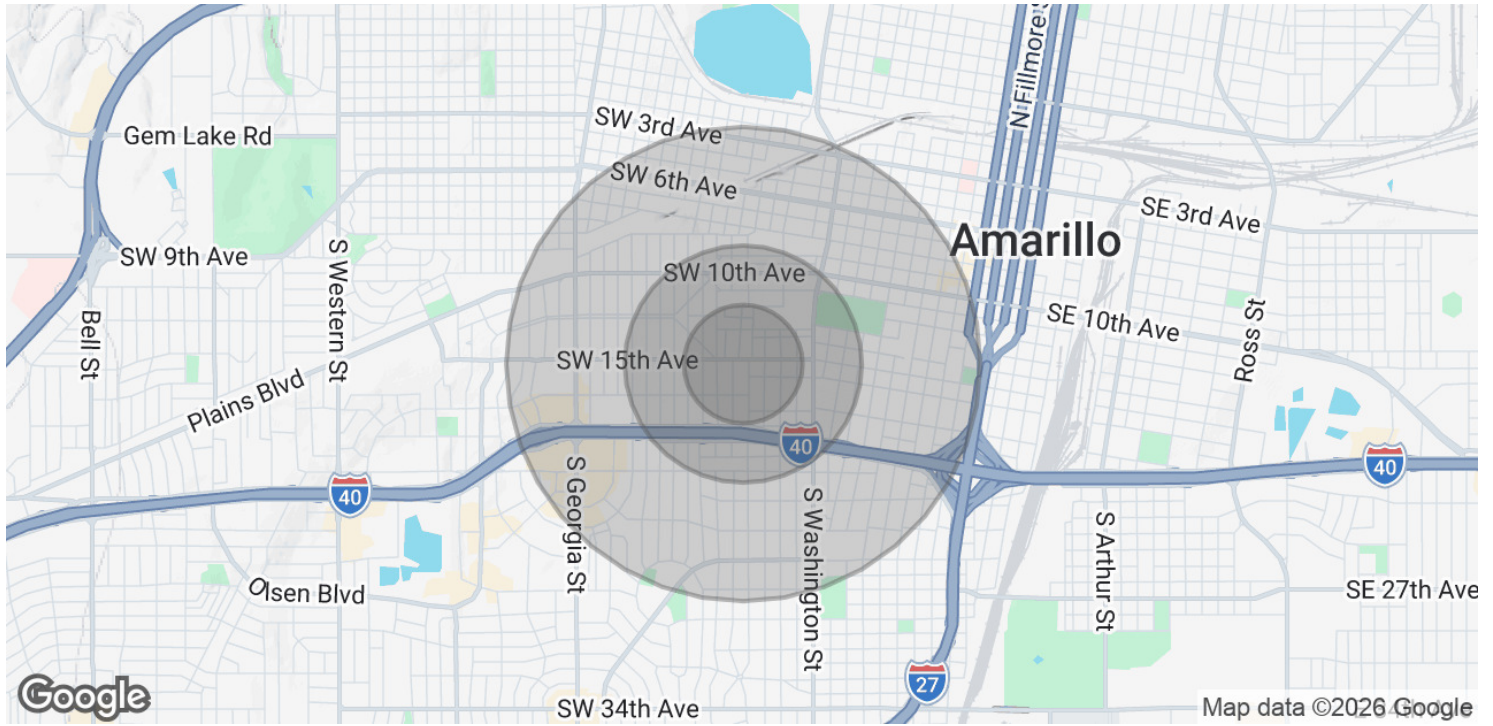 N Fillmore S
SW 3rd Ave
Gem Lake Rd
SW 6th Ave
SE 3rd Ave
Amarillo
SW 9th Ave
S Western St
SW 10th Ave
SE 10th Ave
Ross St
Bell St
SW 15th Ave
Plains Blvd
40
40
40
S Georgia St
S Washington St
S Arthur St
Olsen Blvd
SE 27th Ave
27
Google
SW 34th Ave
Map data ©2026 Google